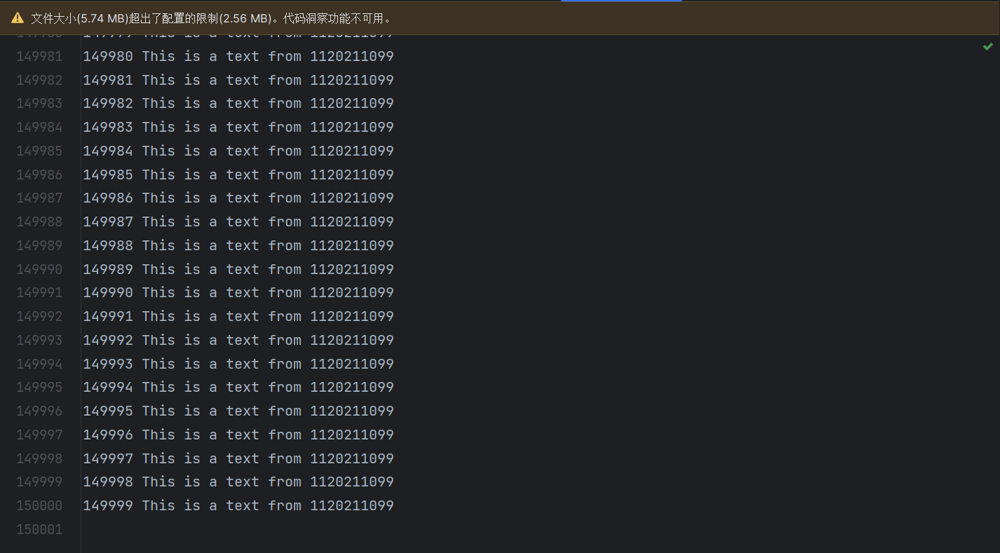 文件大小(5.74 MB)超出了配置的限制(2.56 MB)。代码洞察功能不可用。
149981 149980 This is a text from 1120211099
149982 149981 This is a text from 1120211099
149983 149982 This is a text from 1120211099
149984 149983 This is a text from 1120211099
149985 149984 This is a text from 1120211099
149986 149985 This is a text from 1120211099
149987 149986 This is a text from 1120211099
149988 149987 This is a text from 1120211099
149989 149988 This is a text from 1120211099
149990 149989 This is a text from 1120211099
149991 149990 This is a text from 1120211099
149992 149991 This is a text from 1120211099
149993 149992 This is a text from 1120211099
149994 149993 This is a text from 1120211099
149995 149994 This is a text from 1120211099
149996 149995 This is a text from 1120211099
149997 149996 This is a text from 1120211099
149998 149997 This is a text from 1120211099
149999 149998 This is a text from 1120211099
150000 149999 This is a text from 1120211099
150001